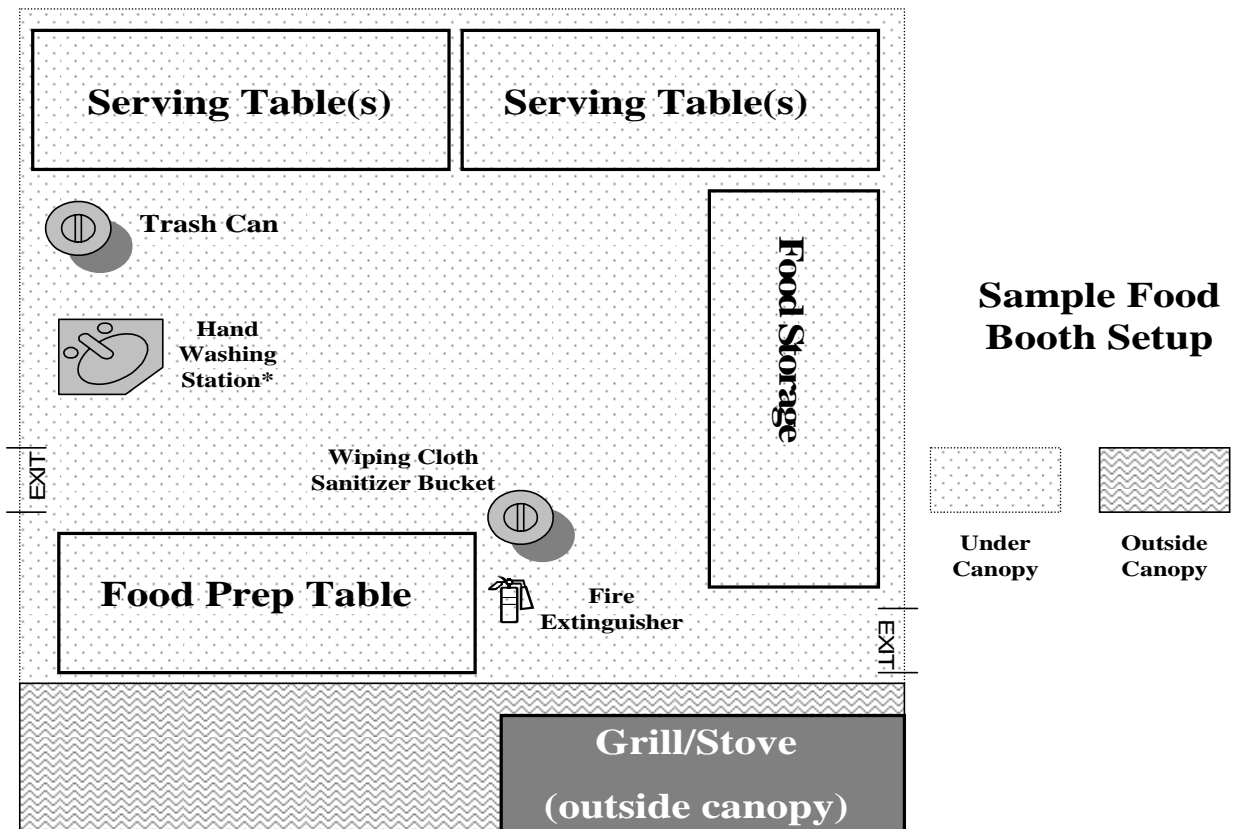 Serving Table(s)
Serving Table(s)
Trash Can
Hand
Washing
Station*
Food Storage
Sample Food
Booth Setup
EXIT
Wiping Cloth
Sanitizer Bucket
Under
Canopy
Outside
Canopy
Food Prep Table
Fire
Extinguisher
EXIT
Grill/Stove
(outside canopy)